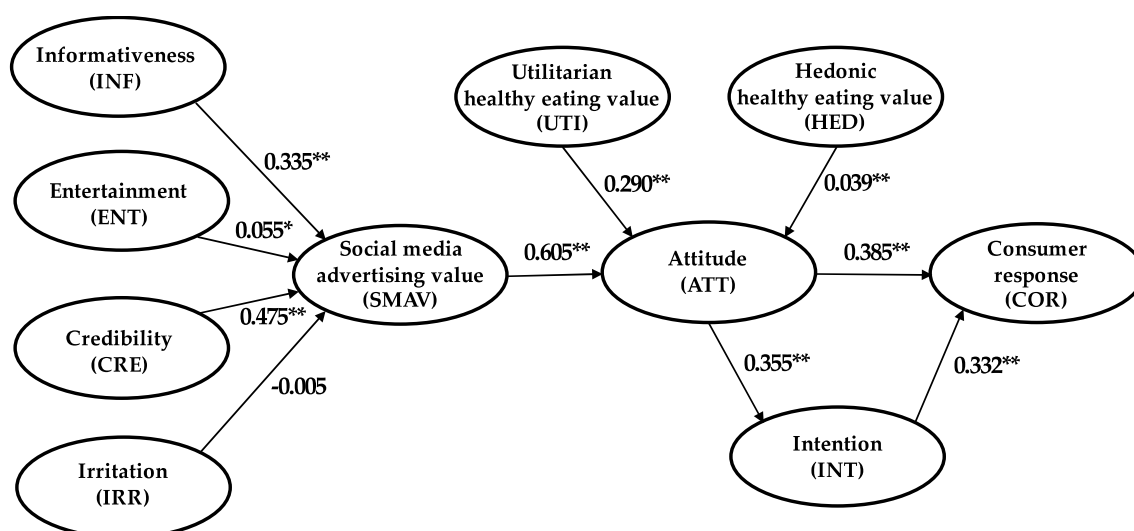 Informativeness
(INF)
Utilitarian
healthy eating value
(UTI)
Hedonic
healthy eating value
(HED)
0.335**
Entertainment
(ENT)
0.290**
0.039**
0.055*
Social media
advertising value
(SMAV)
0.605**
Attitude
(ATT)
0.385**
Consumer
response
(COR)
Credibility
(CRE)
0.475**
-0.005
0.355**
0.332**
Irritation
(IRR)
Intention
(INT)